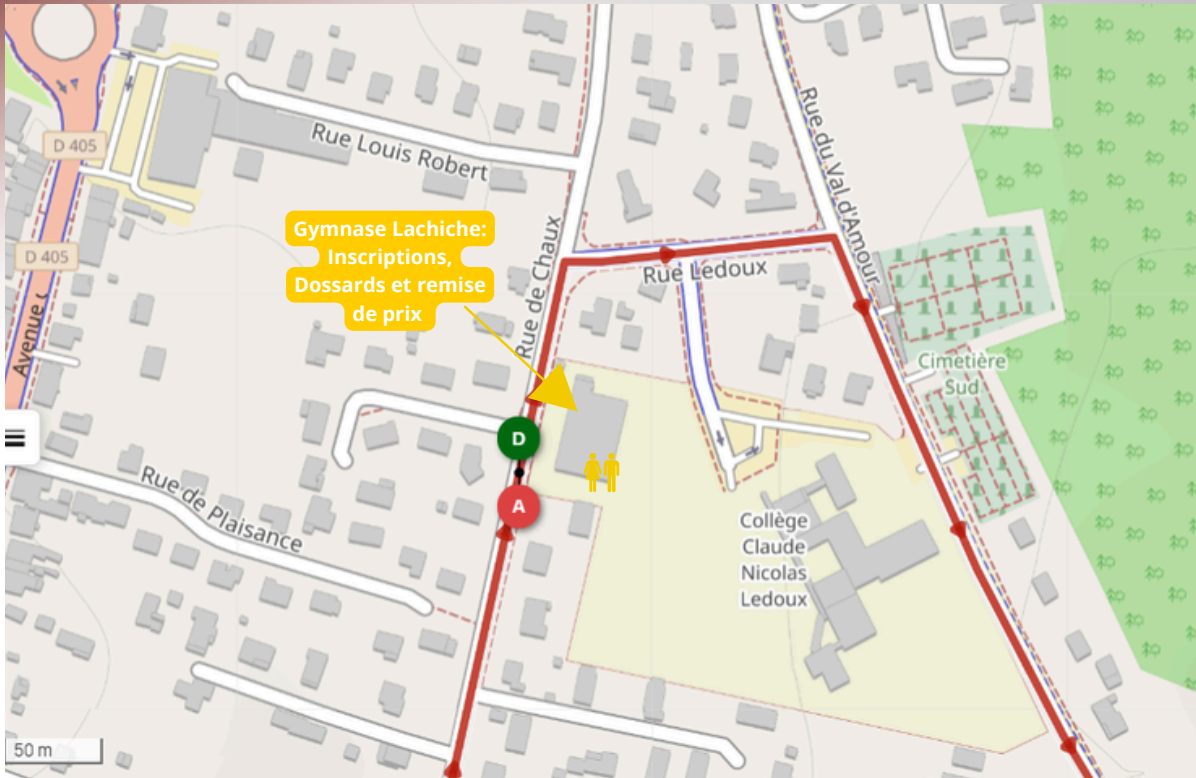 D 405
Rue Louis Robert
Rue du Val d'Amour
Gymnase Lachiche:
Inscriptions,
Dossards et remise
de prix
Rue de Chaux
D 405
Rue Ledoux
Avenue
Cimetière
Sud
D
A
Rue de Plaisance
Collège
Claude
Nicolas
Ledoux
50 m